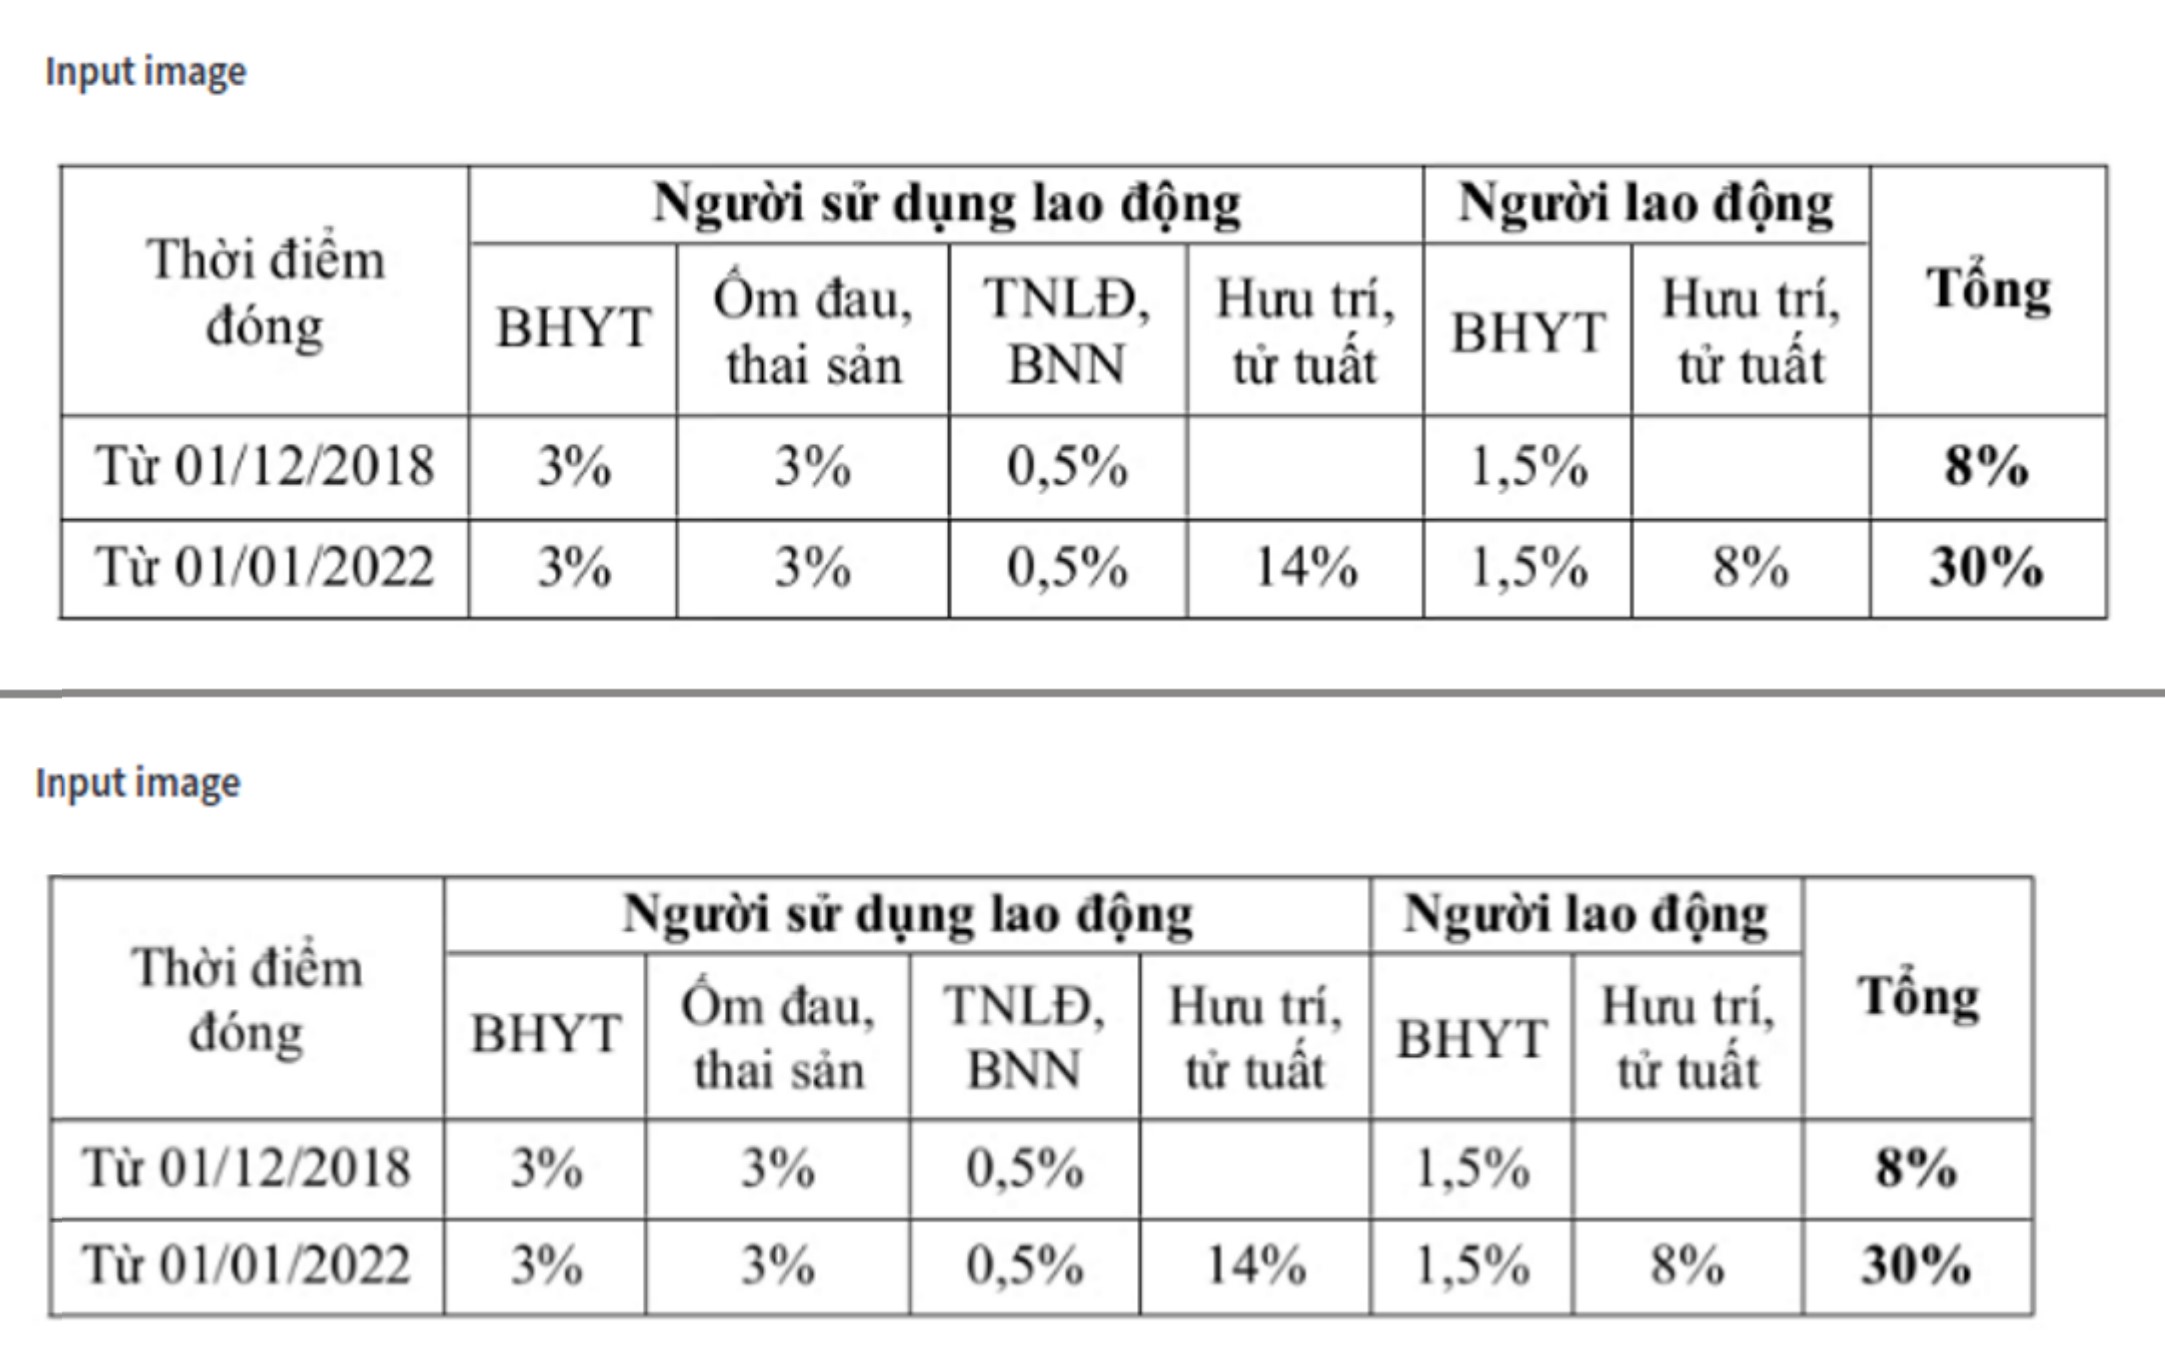 Input image
Người sử dụng lao động Người lao động
Thời điểm
đóng
BHYT
Ốm đau,
thai sản
TNLĐ,
BNN
Hưu trí,
tử tuất
BHYT
Hưu trí,
tử tuất
Tổng
Từ 01/12/2018 3% 3% 0,5% 1,5% 8%
Từ 01/01/2022 3% 3% 0,5% 14% 1,5% 8% 30%
Input image
Người sử dụng lao động Người lao động
Thời điểm
đóng
BHYT
Ốm đau,
thai sản
TNLĐ,
BNN
Hưu trí,
tử tuất
BHYT
Hưu trí,
tử tuất
Tổng
Từ 01/12/2018 3% 3% 0,5% 1,5% 8%
Từ 01/01/2022 3% 3% 0,5% 14% 1,5% 8% 30%